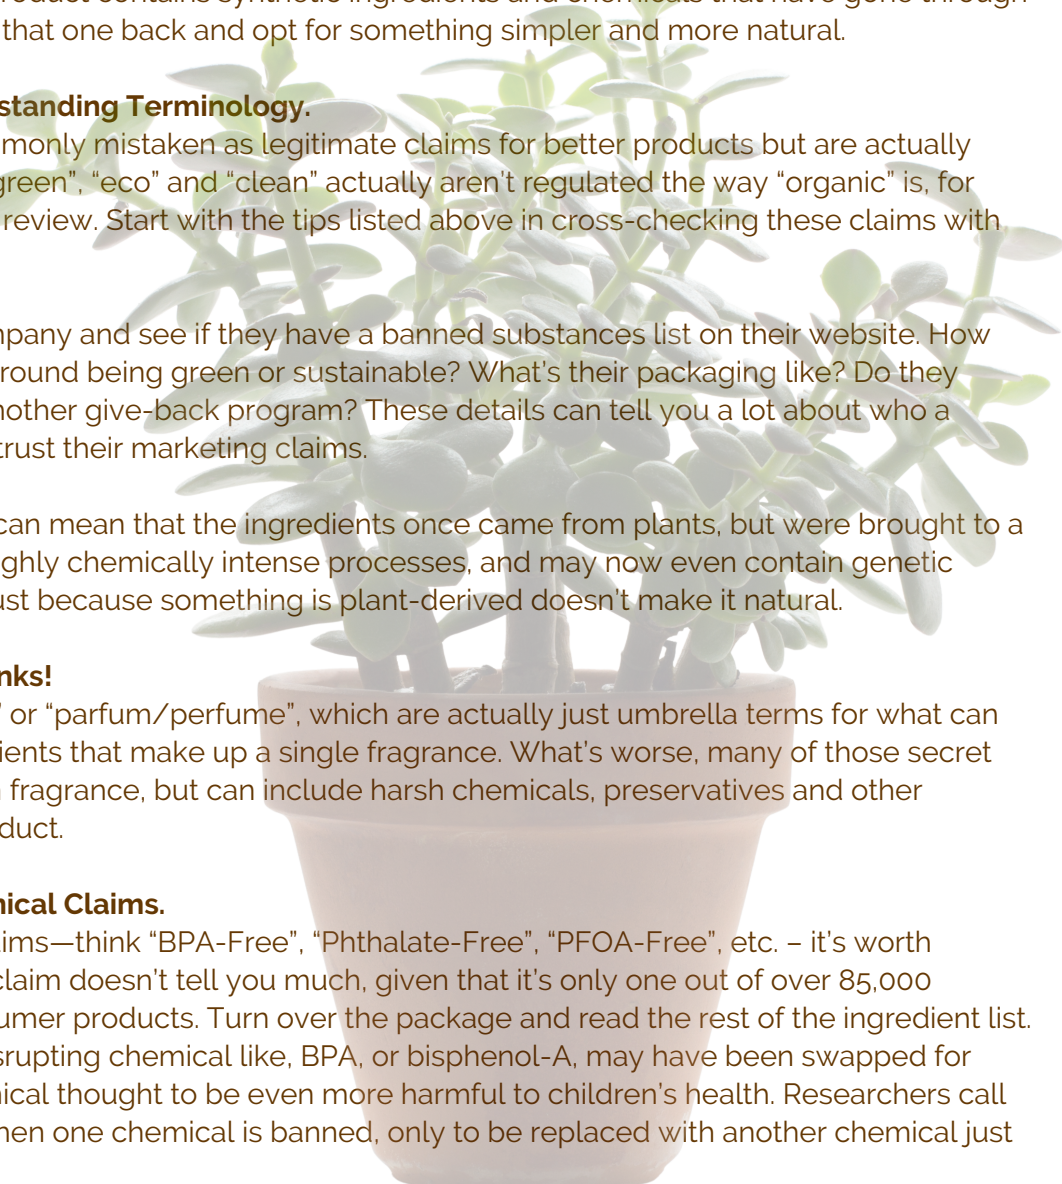 product contains synthetic ingredients and chemicals that have gone through
that one back and opt for something simpler and more natural.
standing Terminology.
monly mistaken as legitimate claims for better products but are actually
green”, “eco” and “clean” actually aren’t regulated the way “organic” is, for
review. Start with the tips listed above in cross-checking these claims with
mpany and see if they have a banned substances list on their website. How
round being green or sustainable? What’s their packaging like? Do they
nother give-back program? These details can tell you a lot about who a
trust their marketing claims.
can mean that the ingredients once came from plants, but were brought to a
ghly chemically intense processes, and may now even contain genetic
ust because something is plant-derived doesn’t make it natural.
nks!
” or “parfum/perfume”, which are actually just umbrella terms for what can
ients that make up a single fragrance. What’s worse, many of those secret
fragrance, but can include harsh chemicals, preservatives and other
duct.
ical Claims.
ims—think “BPA-Free”, “Phthalate-Free”, “PFOA-Free”, etc. – it’s worth
claim doesn’t tell you much, given that it’s only one out of over 85,000
umer products. Turn over the package and read the rest of the ingredient list.
srupting chemical like, BPA, or bisphenol-A, may have been swapped for
ical thought to be even more harmful to children’s health. Researchers call
hen one chemical is banned, only to be replaced with another chemical just